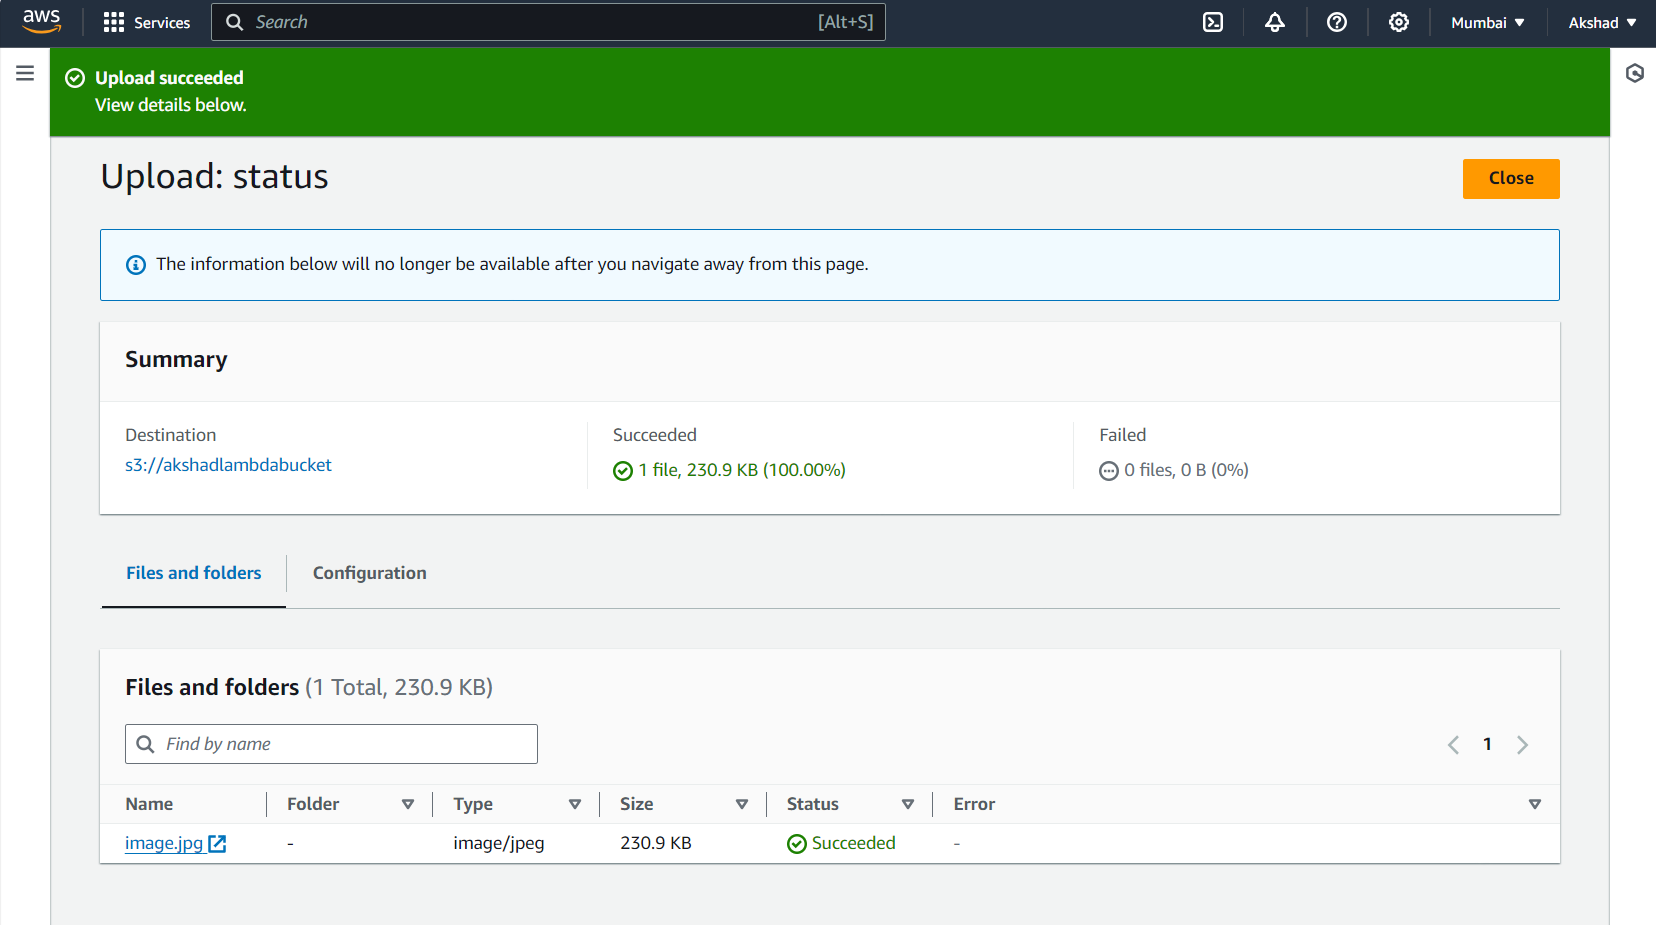 aws Services Search [Alt+S] Mumbai Akshad
Upload succeeded
View details below.
Upload: status Close
The information below will no longer be available after you navigate away from this page.
Summary
Destination Succeeded Failed
s3://akshadlambdabucket 1 file, 230.9 KB (100.00%) 0 files, 0 B (0%)
Files and folders Configuration
Files and folders (1 Total, 230.9 KB)
Find by name 1
Name Folder Type Size Status Error
image.jpg - image/jpeg 230.9 KB Succeeded -